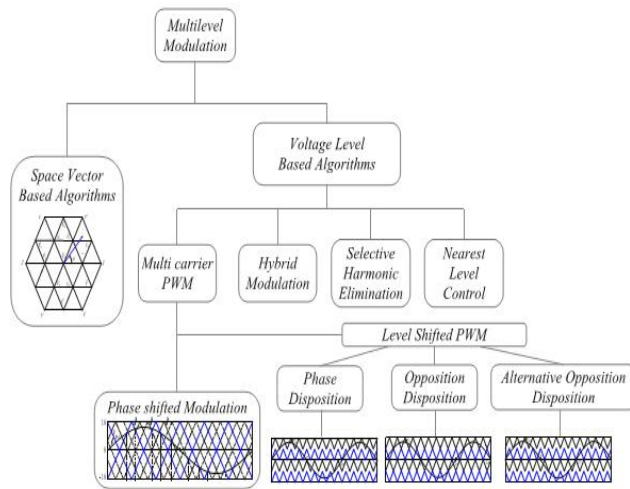 Multilevel
Modulation
Voltage Level
Based Algorithms
Space Vector
Based Algorithms
Multi carrier
PWM
Hybrid
Modulation
Selective
Harmonic
Elimination
Nearest
Level
Control
Level Shifted PWM
Phase
Disposition
Opposition
Disposition
Alternative Opposition
Disposition
Phase shifted Modulation